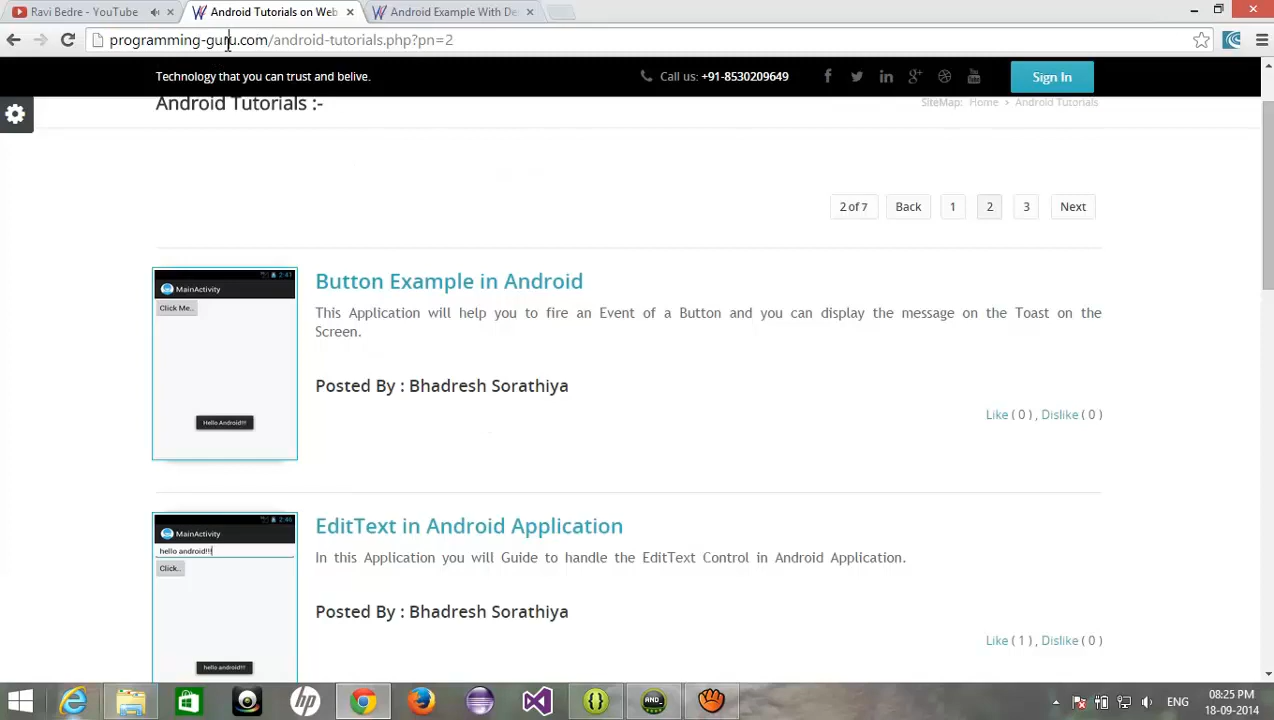 Ravi Bedre - YouTube
Android Tutorials on Web
Android Example With De
programming-guru.com/android-tutorials.php?pn=2
Technology that you can trust and belive.
Call us: +91-8530209649
Sign In
Android Tutorials :-
SiteMap: Home > Android Tutorials
2 of 7
Back
1
2
3
Next
2:41
MainActivity
Click Me..
Hello Android!!!
Button Example in Android
This Application will help you to fire an Event of a Button and you can display the message on the Toast on the
Screen.
Posted By : Bhadresh Sorathiya
Like ( 0 ) , Dislike ( 0 )
2:46
MainActivity
hello android!!!
Click..
hello android!!!
EditText in Android Application
In this Application you will Guide to handle the EditText Control in Android Application.
Posted By : Bhadresh Sorathiya
Like ( 1 ) , Dislike ( 0 )
ENG
08:25 PM
18-09-2014